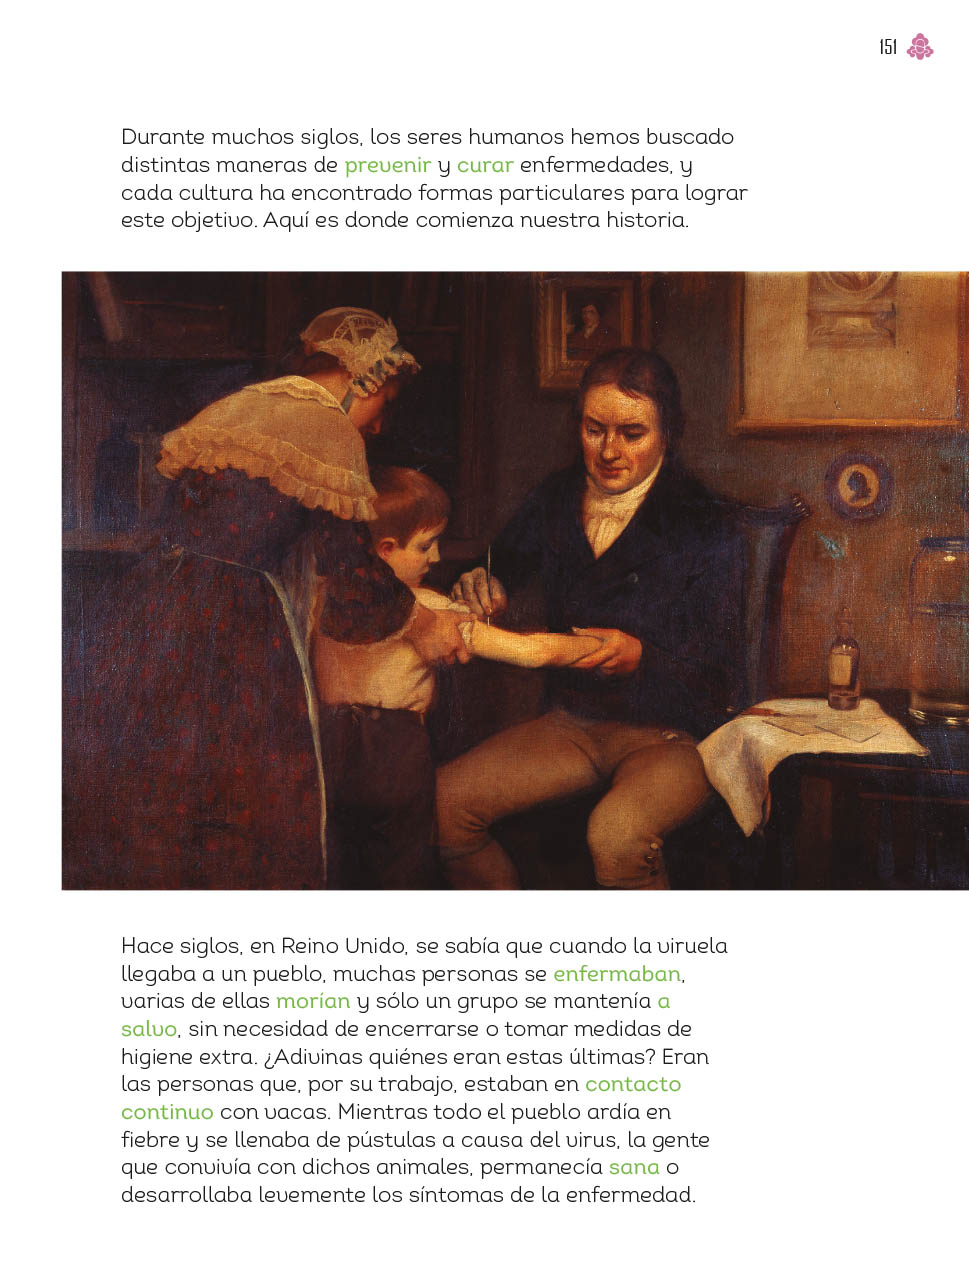 151
Durante muchos siglos, los seres humanos hemos buscado
distintas maneras de prevenir y curar enfermedades, y
cada cultura ha encontrado formas particulares para lograr
este objetivo. Aquí es donde comienza nuestra historia.
Hace siglos, en Reino Unido, se sabía que cuando la viruela
llegaba a un pueblo, muchas personas se enfermaban,
varias de ellas morían y sólo un grupo se mantenía a
salvo, sin necesidad de encerrarse o tomar medidas de
higiene extra. ¿Adivinas quiénes eran estas últimas? Eran
las personas que, por su trabajo, estaban en contacto
continuo con vacas. Mientras todo el pueblo ardía en
fiebre y se llenaba de pústulas a causa del virus, la gente
que convivía con dichos animales, permanecía sana o
desarrollaba levemente los síntomas de la enfermedad.